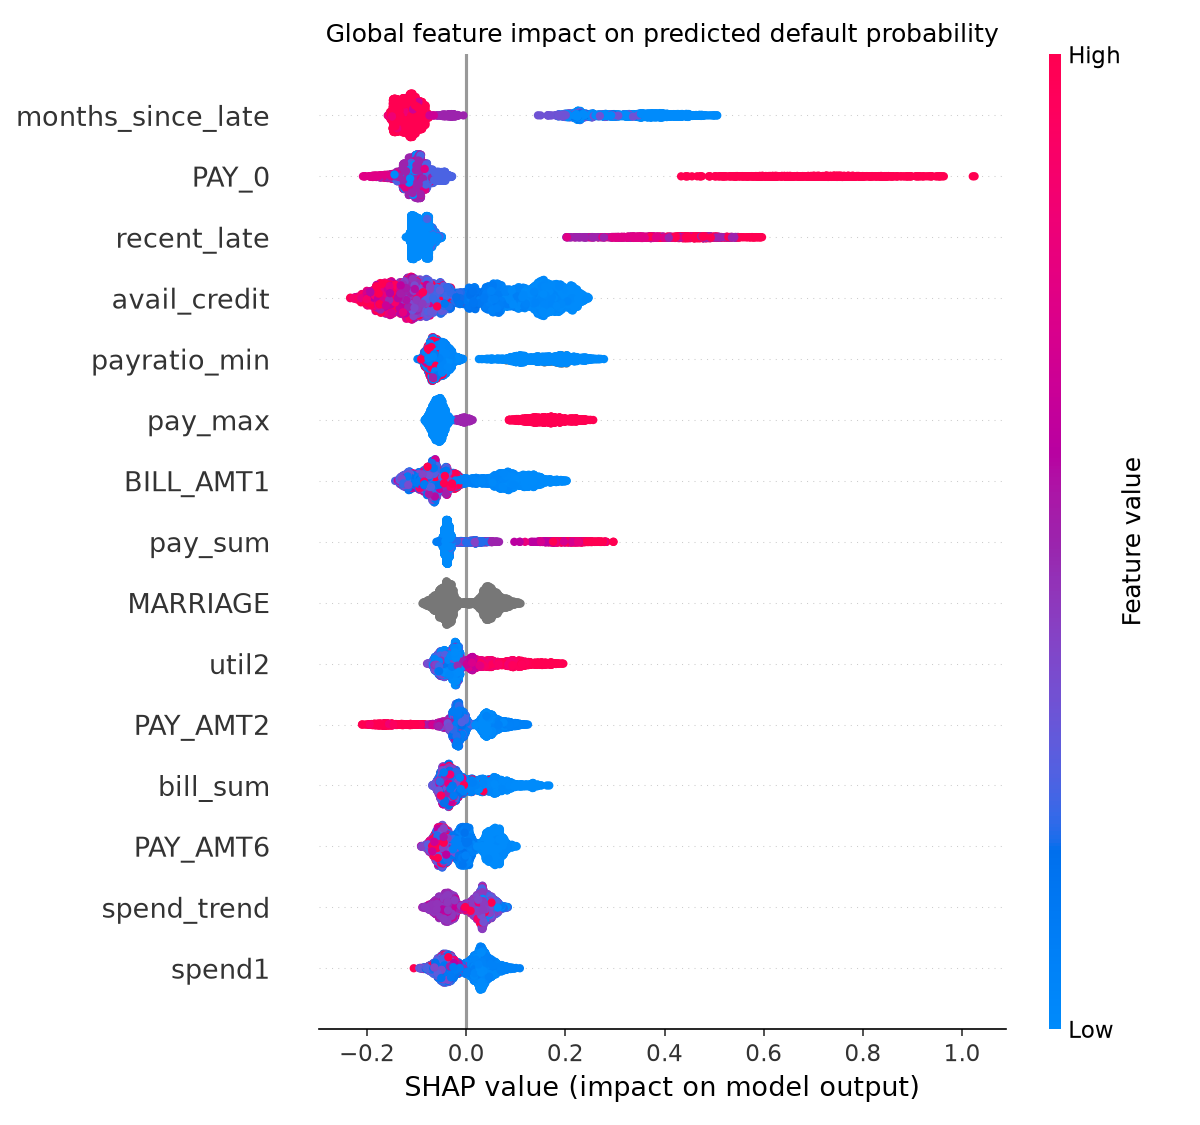 Global feature impact on predicted default probability
High
months_since_late
PAY_0
recent_late
avail_credit
payratio_min
pay_max
BILL_AMT1
pay_sum
MARRIAGE
util2
PAY_AMT2
bill_sum
PAY_AMT6
spend_trend
spend1
Feature value
Low
−0.2 0.0 0.2 0.4 0.6 0.8 1.0
SHAP value (impact on model output)